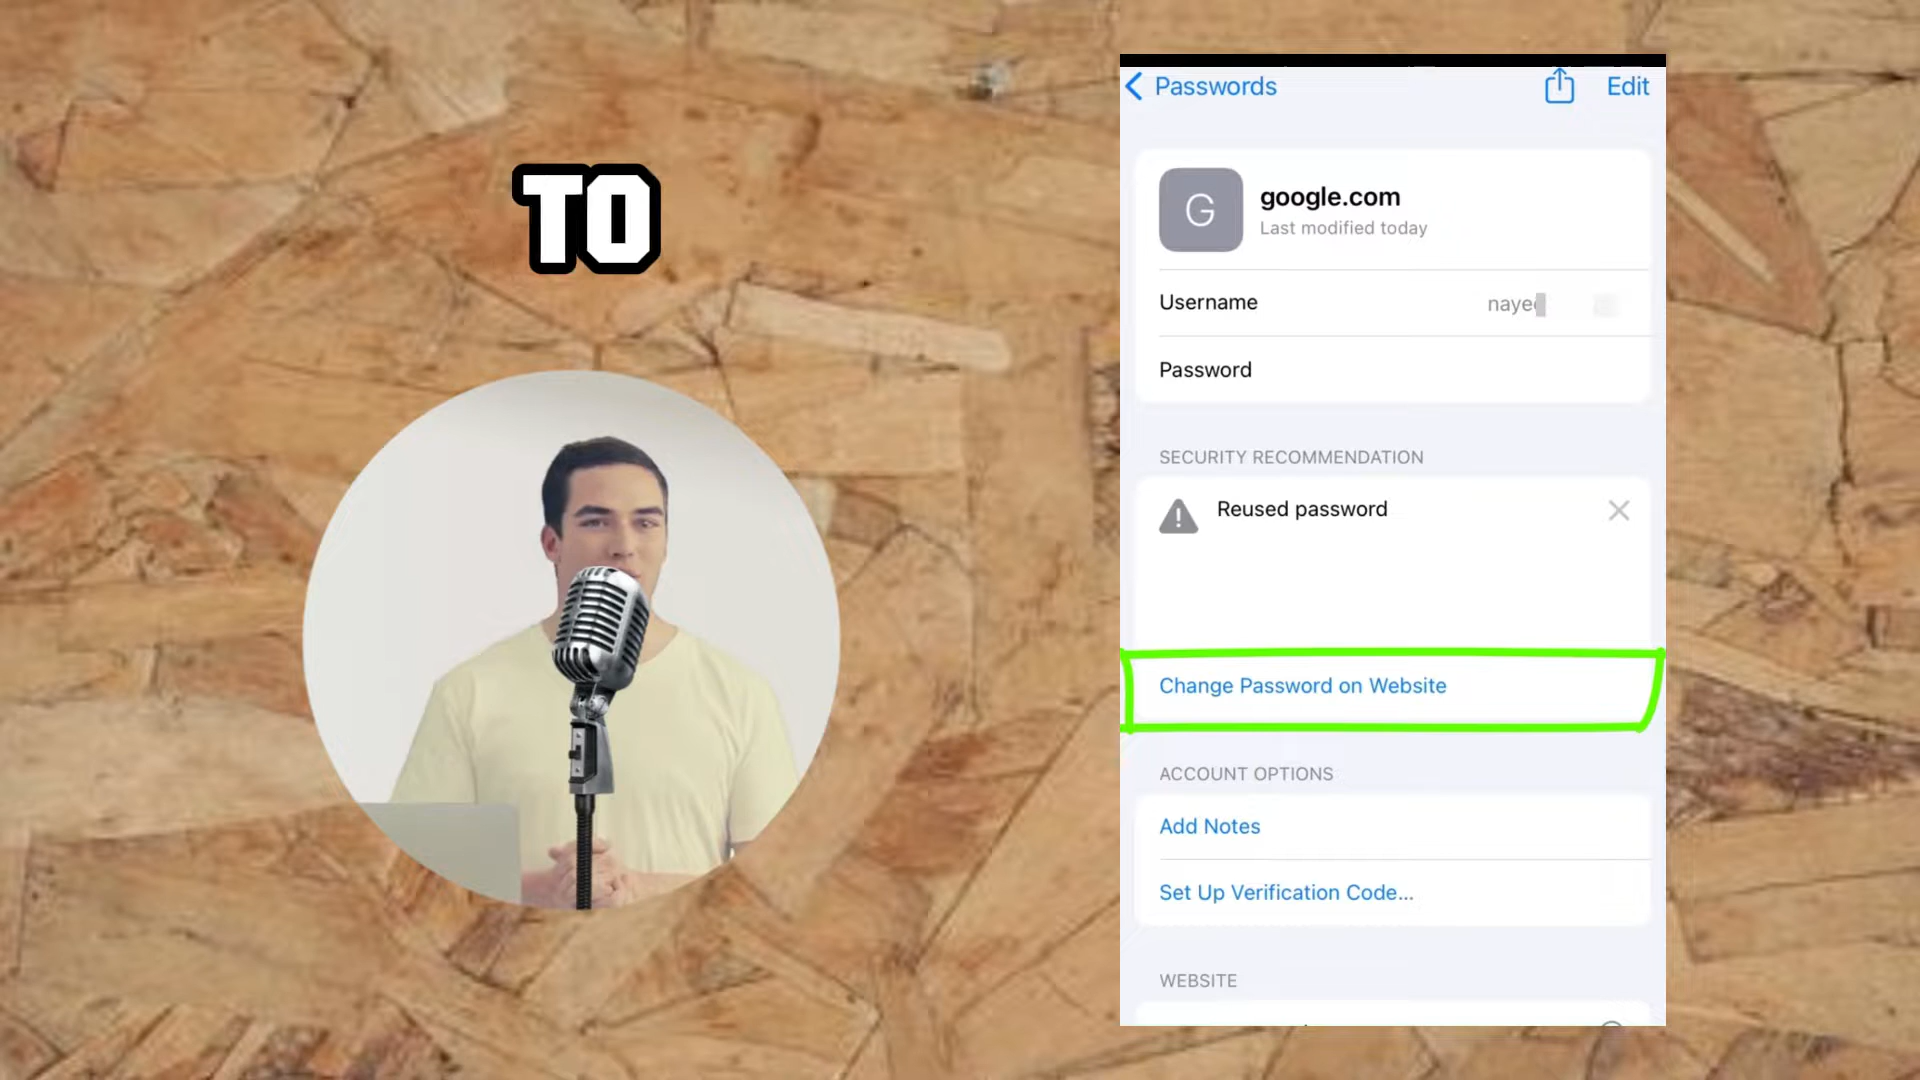 TO
Passwords
Edit
G
google.com
Last modified today
Username
Password
SECURITY RECOMMENDATION
Reused password
Change Password on Website
ACCOUNT OPTIONS
Add Notes
Set Up Verification Code...
WEBSITE